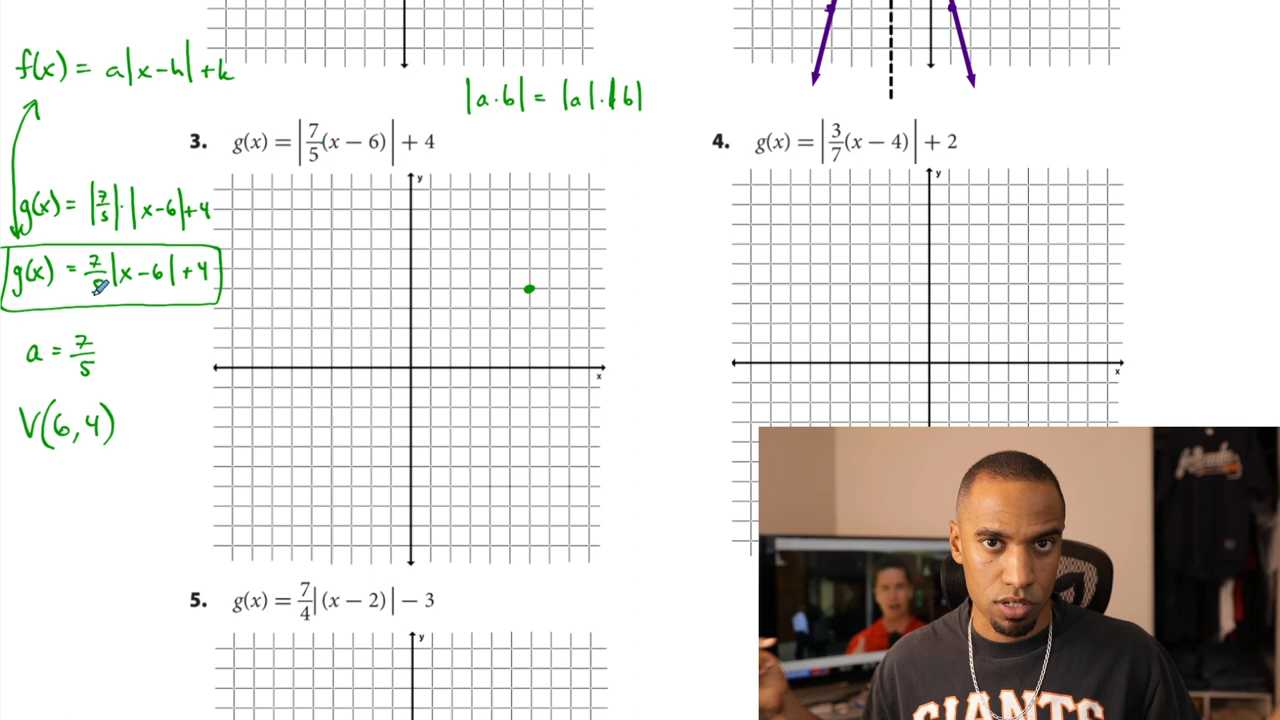 f(x) = a|x-h|+k
|a·b| = |a|·|b|
3. g(x) = |7/5(x − 6)| + 4
4. g(x) = |3/7(x − 4)| + 2
y
y
g(x) = |7/5|·|x-6|+4
g(x) = 7/5|x-6|+4
a = 7/5
x
x
V(6,4)
5. g(x) = 7/4|(x − 2)| − 3
y
GIANTS